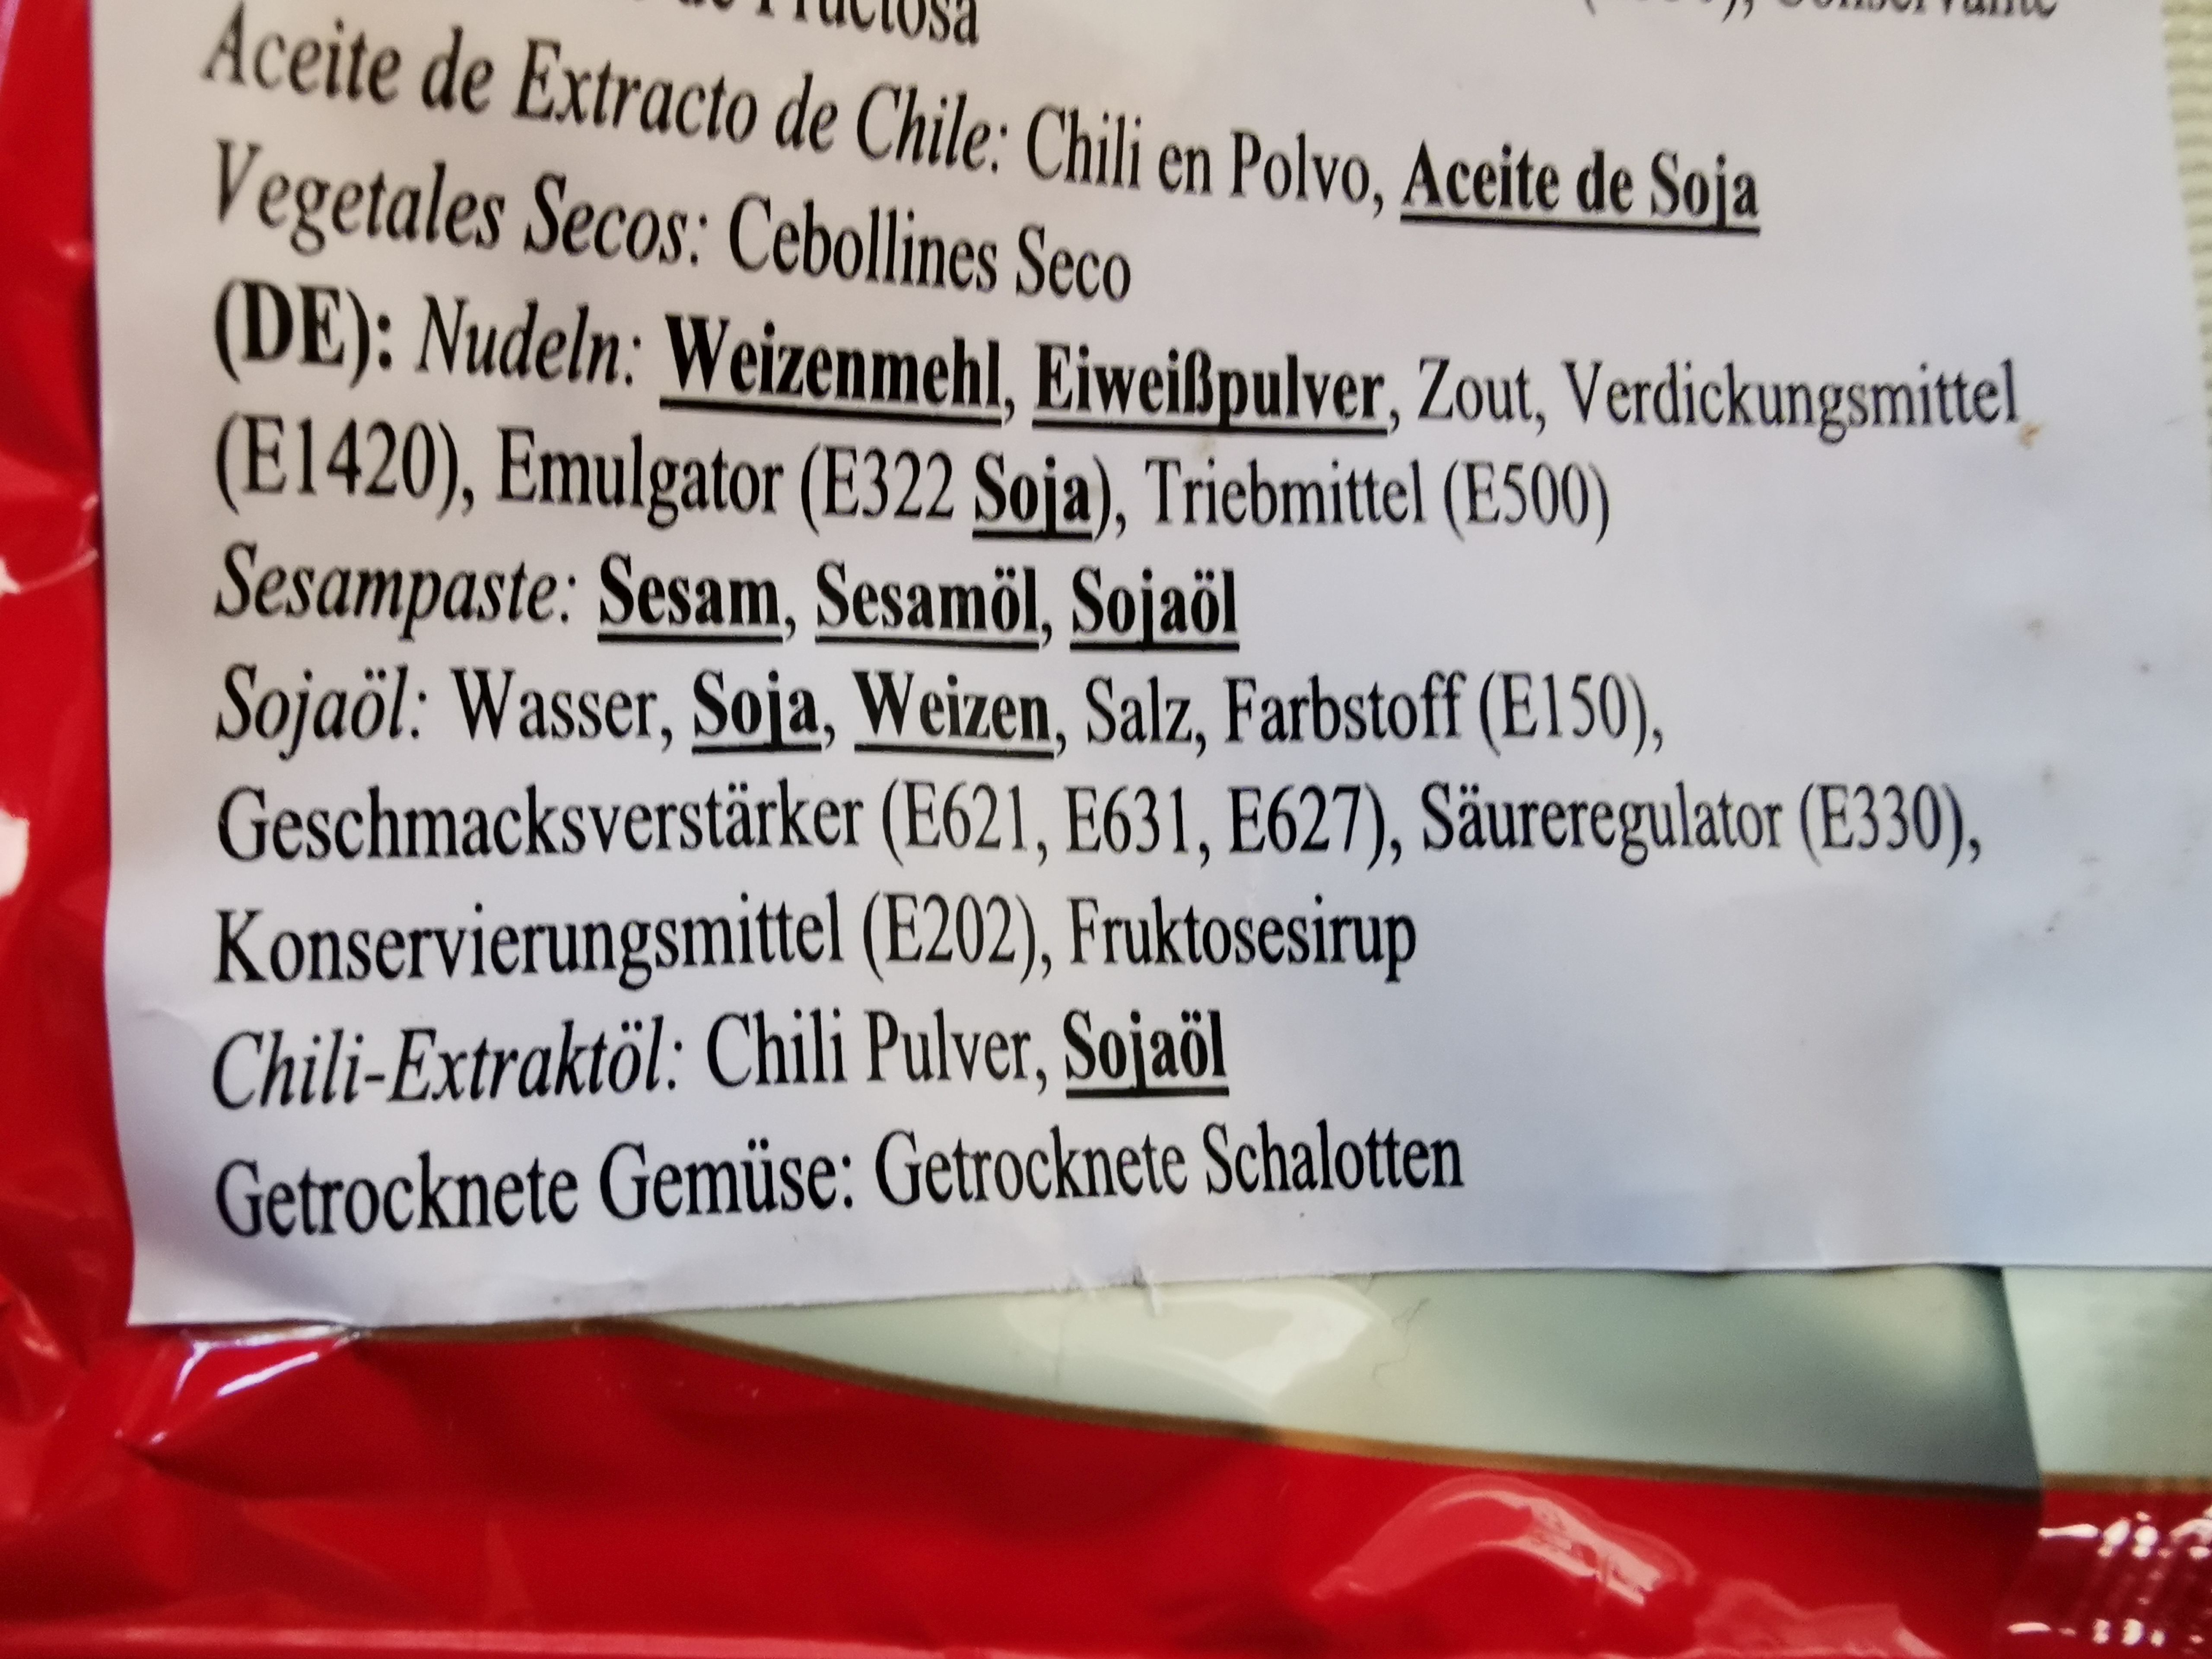 Fructosa
Aceite de Extracto de Chile: Chili en Polvo, Aceite de Soja
Vegetales Secos: Cebollines Seco
(DE): Nudeln: Weizenmehl, Eiweißpulver, Zout, Verdickungsmittel
(E1420), Emulgator (E322 Soja), Triebmittel (E500)
Sesampaste: Sesam, Sesamöl, Sojaöl
Sojaöl: Wasser, Soja, Weizen, Salz, Farbstoff (E150),
Geschmacksverstärker (E621, E631, E627), Säureregulator (E330),
Konservierungsmittel (E202), Fruktosesirup
Chili-Extraktöl: Chili Pulver, Sojaöl
Getrocknete Gemüse: Getrocknete Schalotten